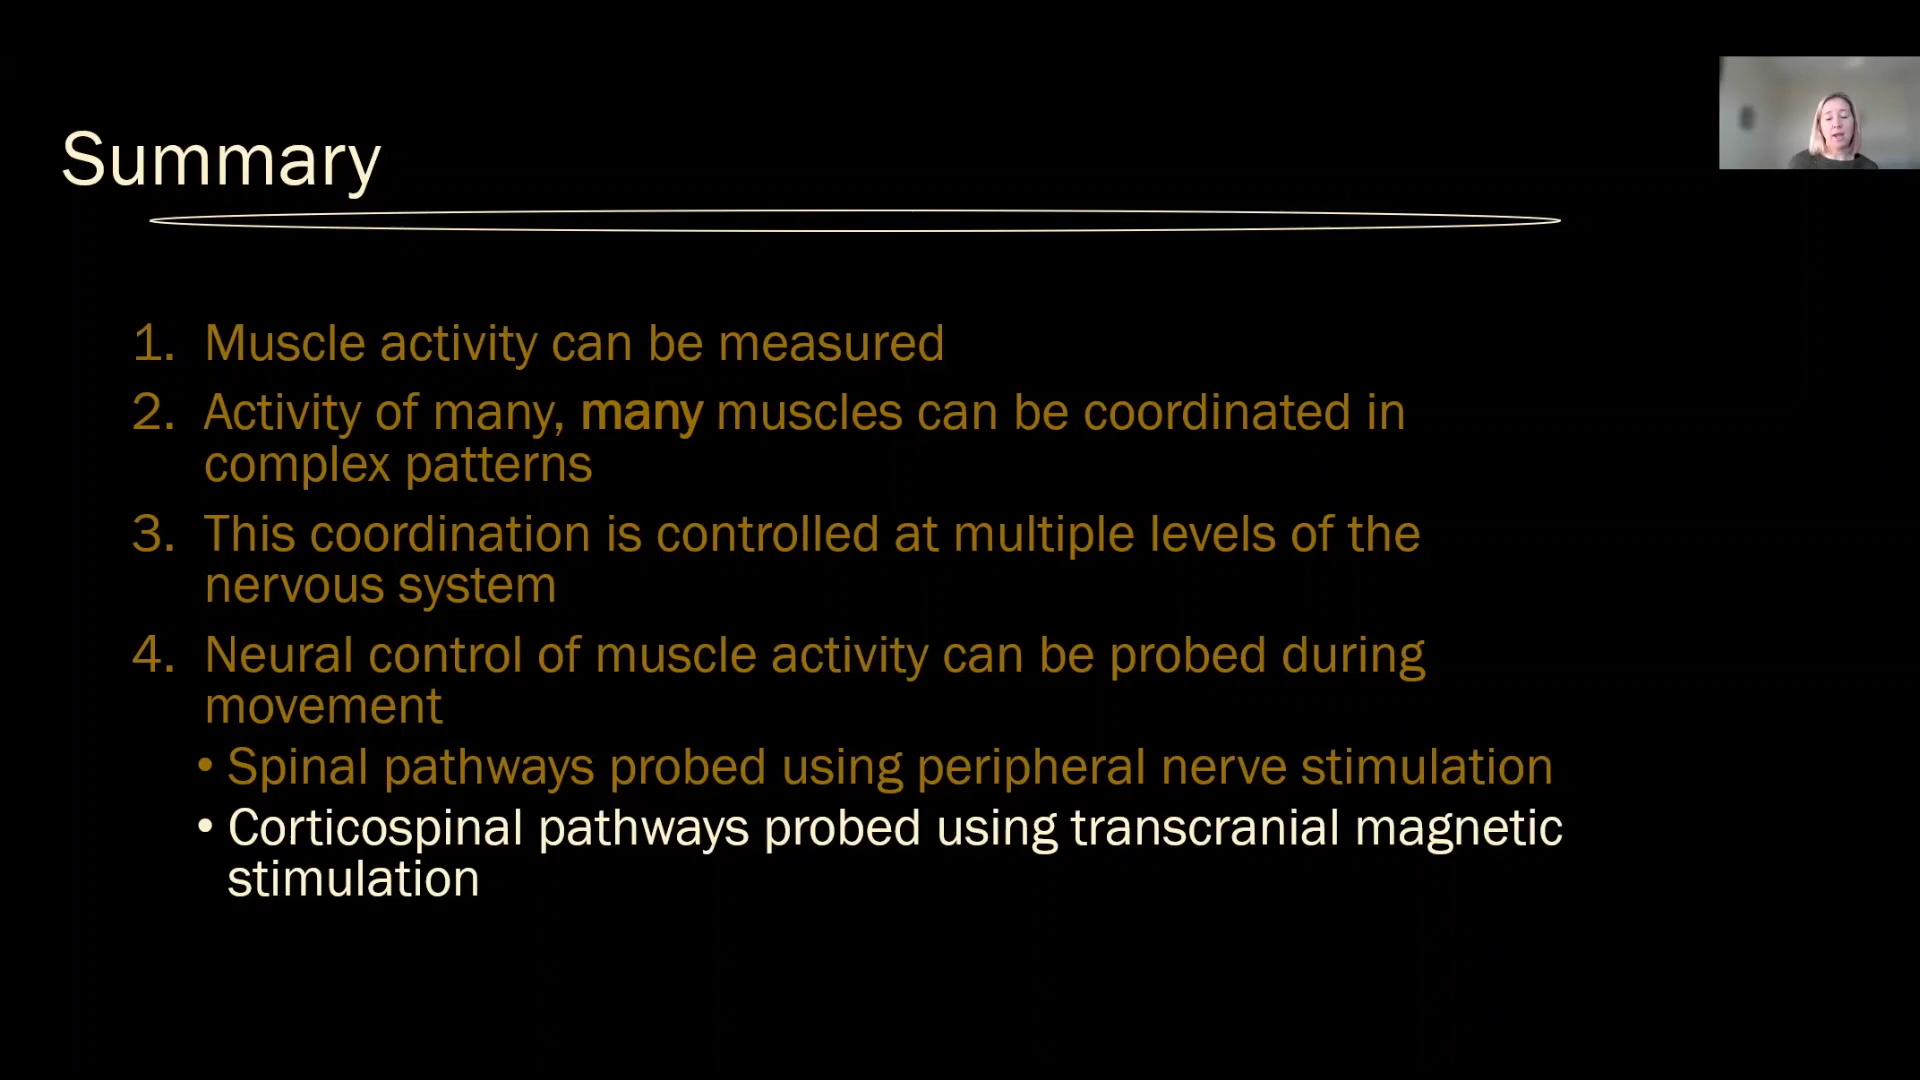 Summary
1. Muscle activity can be measured
2. Activity of many, many muscles can be coordinated in
complex patterns
3. This coordination is controlled at multiple levels of the
nervous system
4. Neural control of muscle activity can be probed during
movement
• Spinal pathways probed using peripheral nerve stimulation
• Corticospinal pathways probed using transcranial magnetic
stimulation